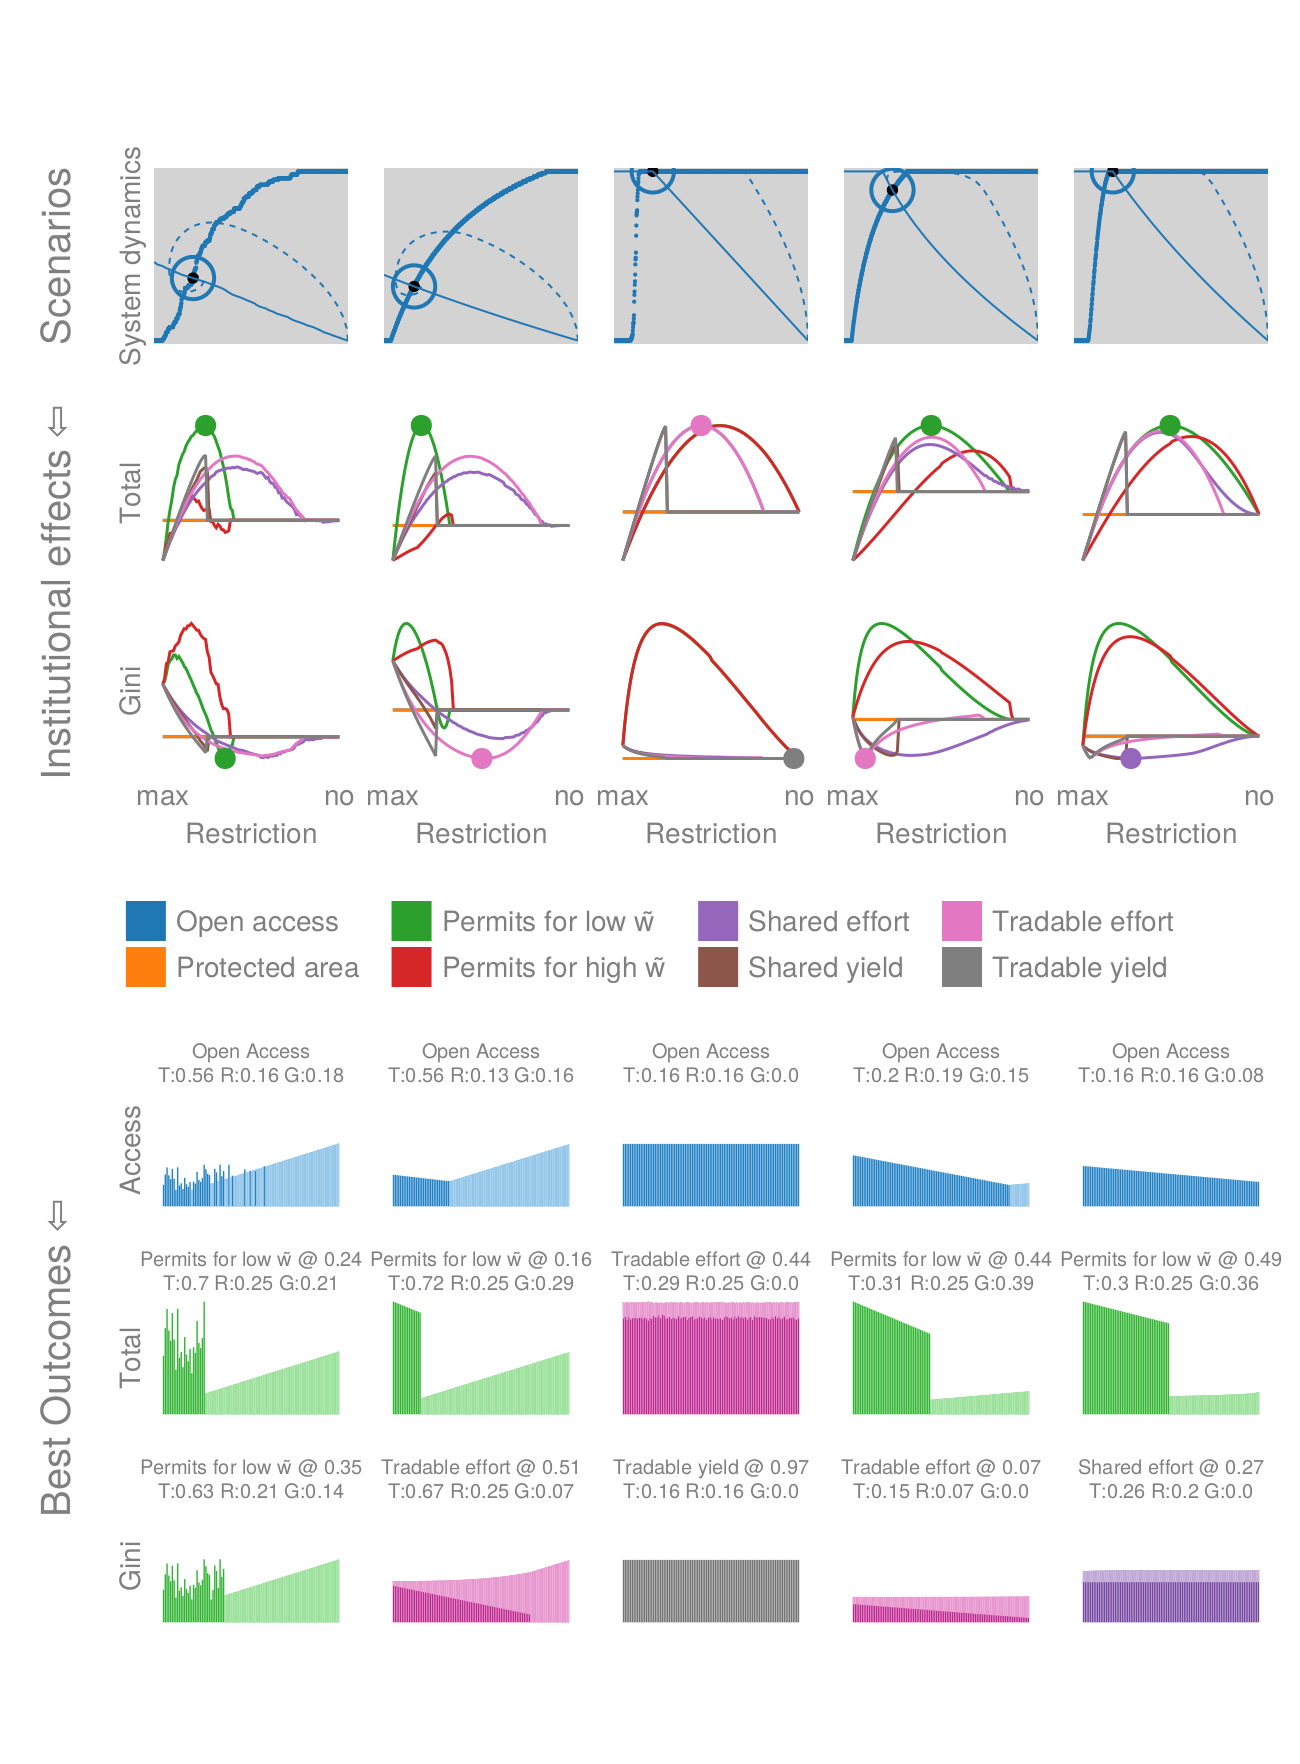 Scenarios
System dynamics
Institutional effects ⇩
Total
Gini
max no max no max no max no max no
Restriction Restriction Restriction Restriction Restriction
Open access Permits for low w̃ Shared effort Tradable effort
Protected area Permits for high w̃ Shared yield Tradable yield
Best Outcomes ⇩
Access
Open Access Open Access Open Access Open Access Open Access
T:0.56 R:0.16 G:0.18 T:0.56 R:0.13 G:0.16 T:0.16 R:0.16 G:0.0 T:0.2 R:0.19 G:0.15 T:0.16 R:0.16 G:0.08
Total
Permits for low w̃ @ 0.24 Permits for low w̃ @ 0.16 Tradable effort @ 0.44 Permits for low w̃ @ 0.44 Permits for low w̃ @ 0.49
T:0.7 R:0.25 G:0.21 T:0.72 R:0.25 G:0.29 T:0.29 R:0.25 G:0.0 T:0.31 R:0.25 G:0.39 T:0.3 R:0.25 G:0.36
Gini
Permits for low w̃ @ 0.35 Tradable effort @ 0.51 Tradable yield @ 0.97 Tradable effort @ 0.07 Shared effort @ 0.27
T:0.63 R:0.21 G:0.14 T:0.67 R:0.25 G:0.07 T:0.16 R:0.16 G:0.0 T:0.15 R:0.07 G:0.0 T:0.26 R:0.2 G:0.0